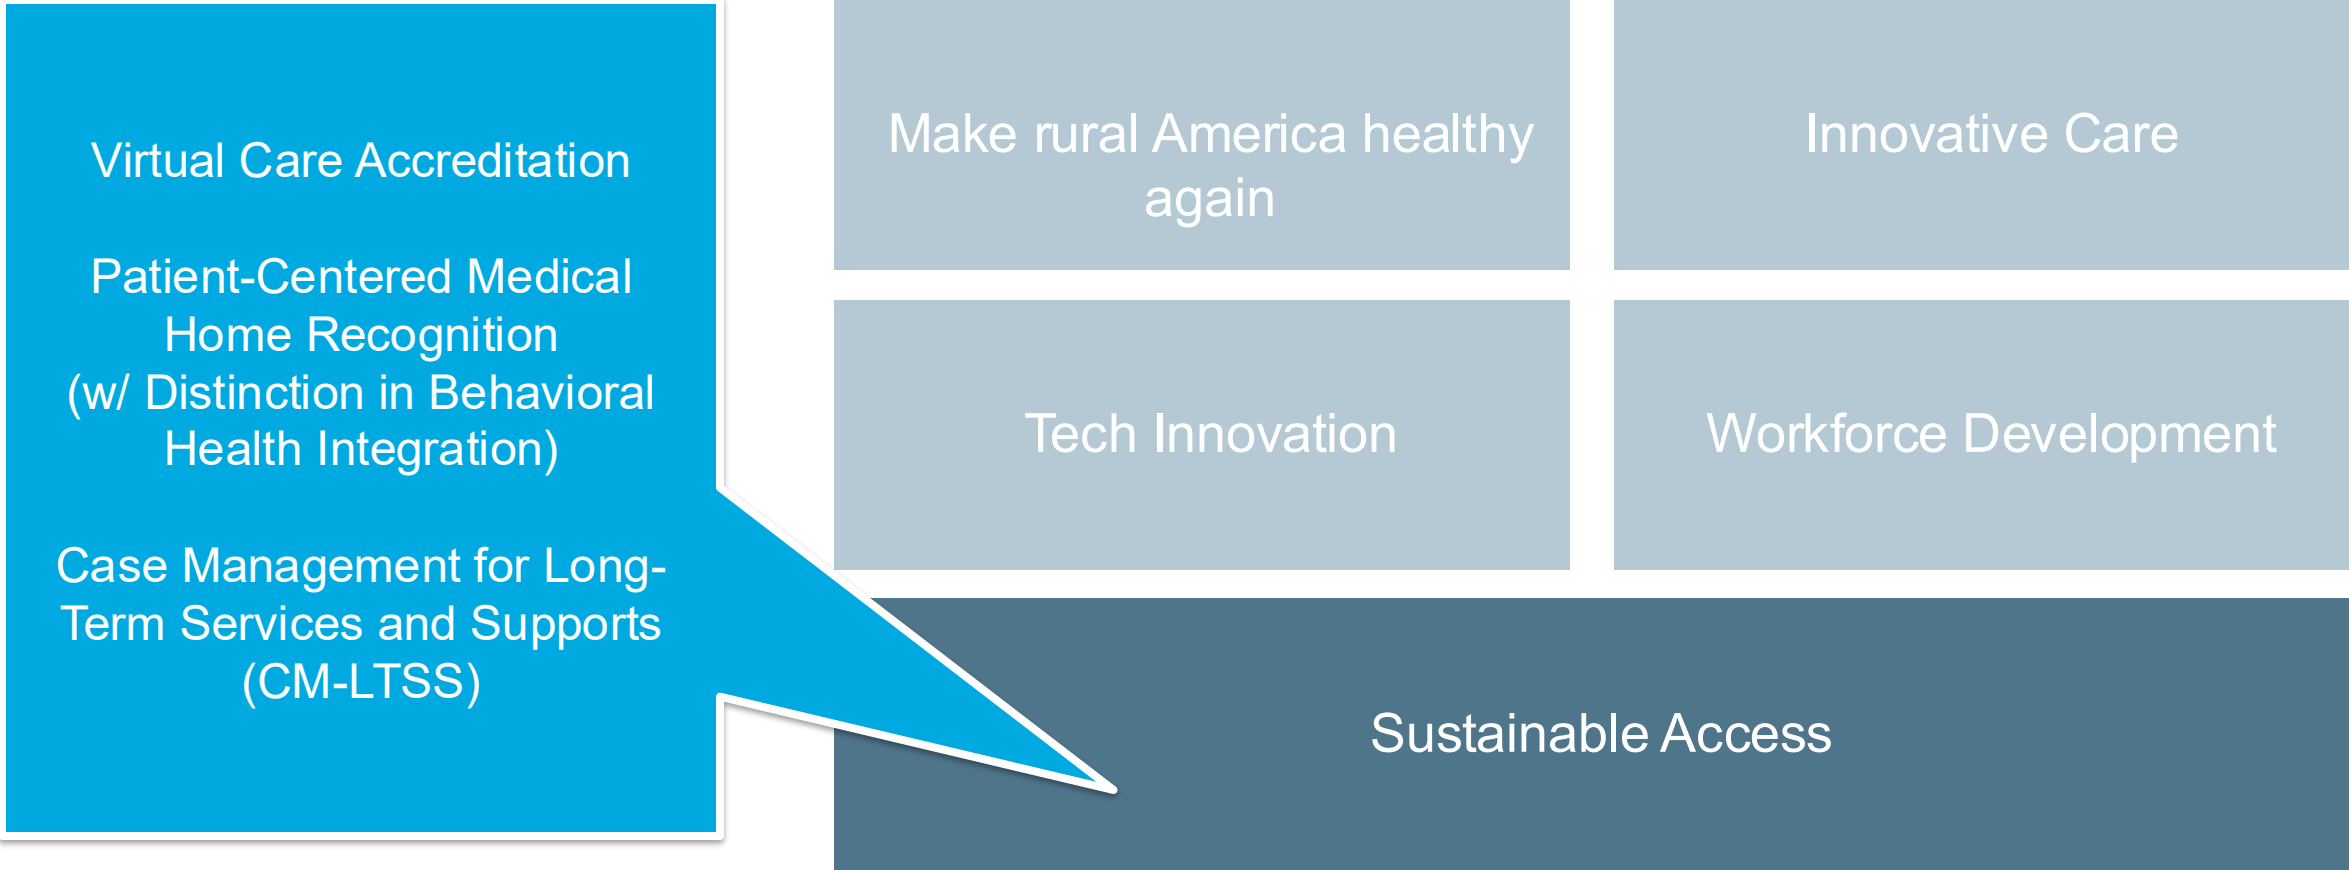 Virtual Care Accreditation
Patient-Centered Medical
Home Recognition
(w/ Distinction in Behavioral
Health Integration)
Case Management for Long-
Term Services and Supports
(CM-LTSS)
Make rural America healthy
again
Innovative Care
Tech Innovation
Workforce Development
Sustainable Access